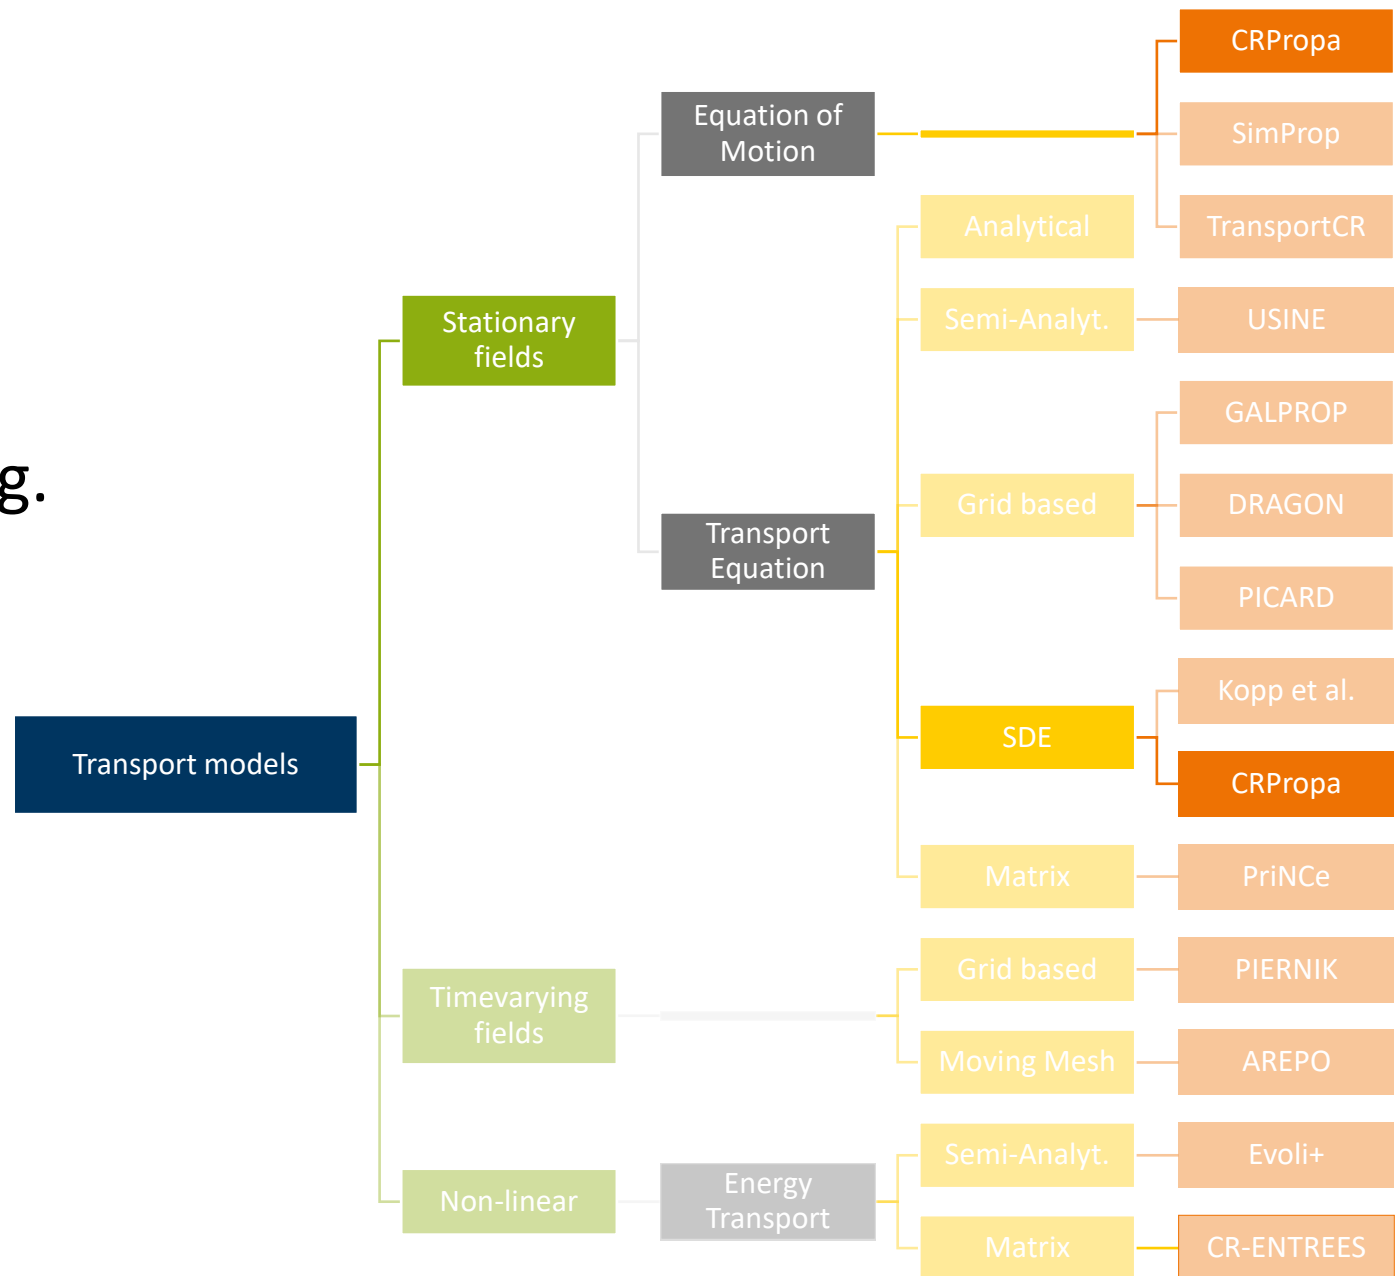 g.
Transport models
Stationary
fields
Equation of
Motion
CRPropa
SimProp
TransportCR
Transport
Equation
Analytical
Semi-Analyt.
USINE
Grid based
GALPROP
DRAGON
PICARD
SDE
Kopp et al.
CRPropa
Matrix
PriNCe
Timevarying
fields
Grid based
PIERNIK
Moving Mesh
AREPO
Non-linear
Energy
Transport
Semi-Analyt.
Evoli+
Matrix
CR-ENTREES